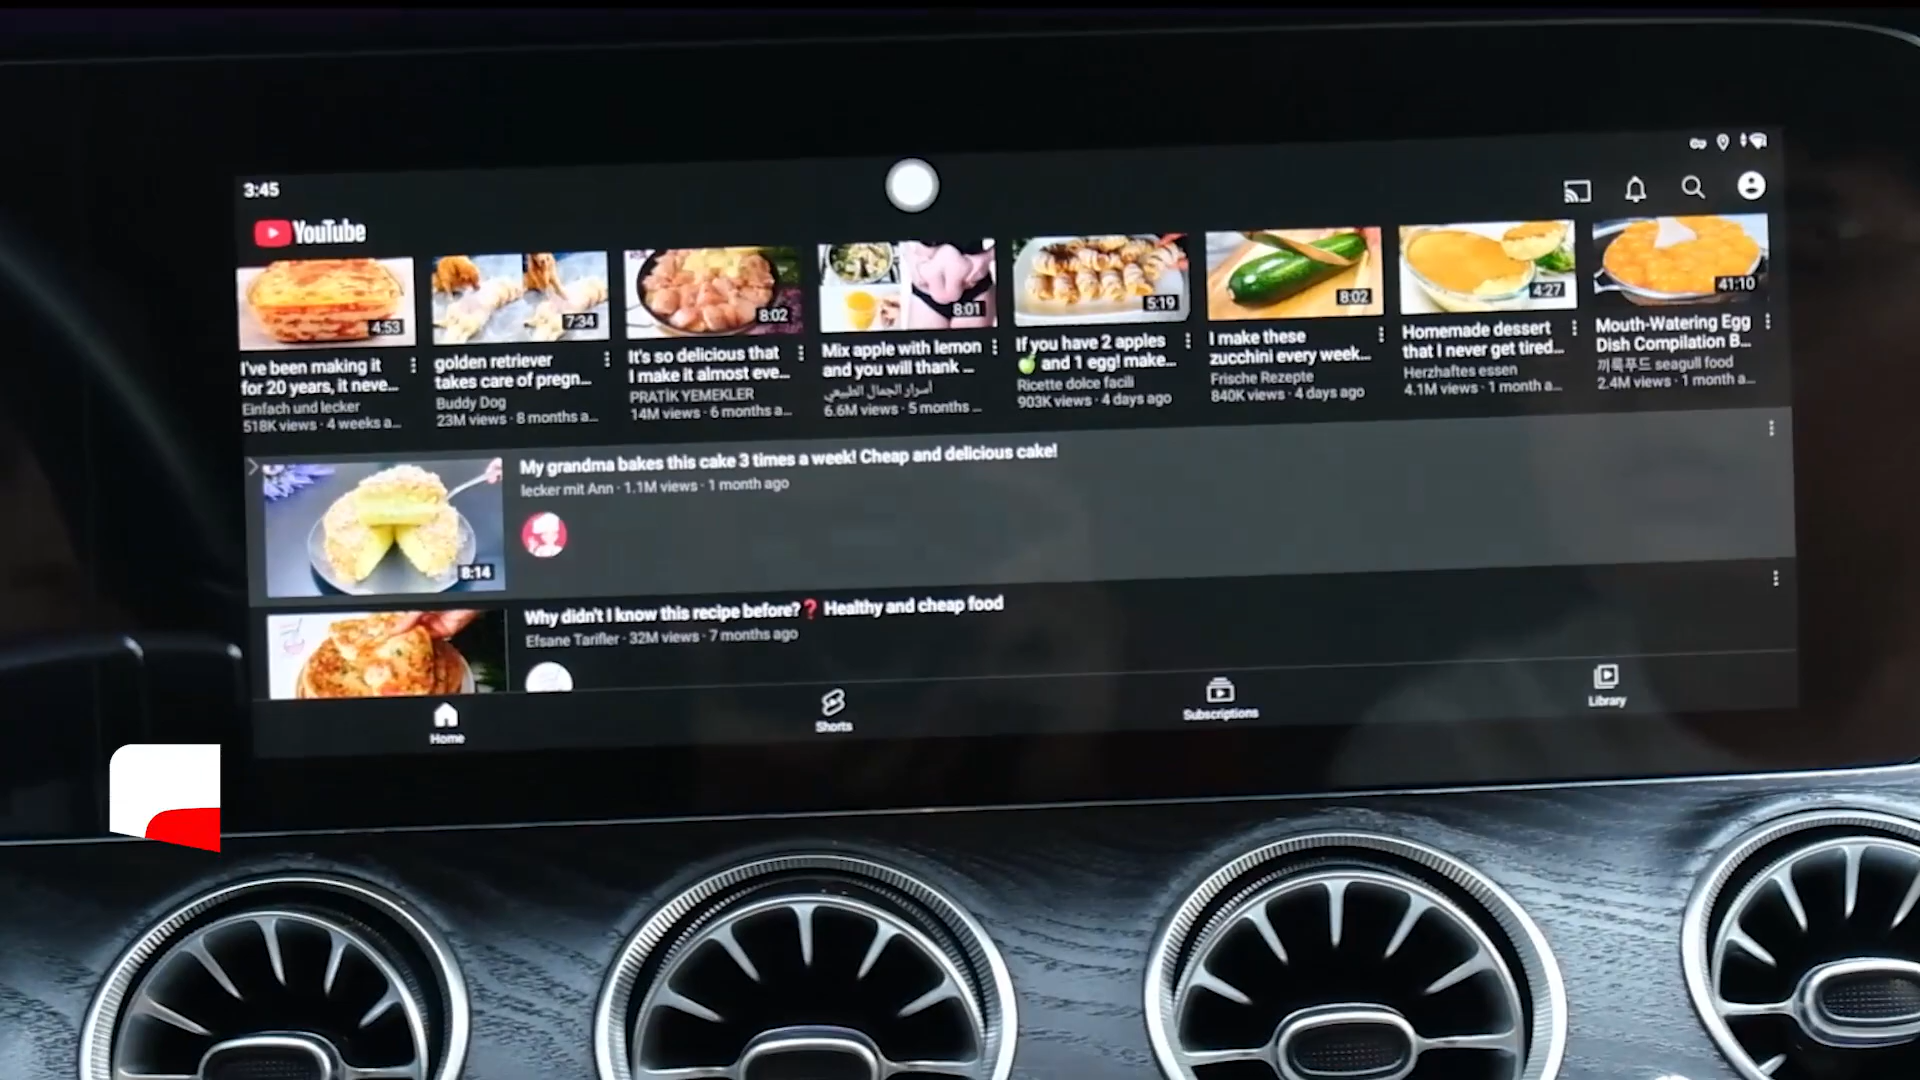 3:45
YouTube
4:53
7:34
8:02
8:01
5:19
8:02
4:27
41:10
I've been making it
for 20 years, it neve...
Einfach und lecker
518K views · 4 weeks a...
golden retriever
takes care of pregn...
Buddy Dog
23M views · 8 months a...
It's so delicious that
I make it almost eve...
PRATİK YEMEKLER
14M views · 6 months a...
Mix apple with lemon
and you will thank ...
أسرار الجمال الطبيعي
6.6M views · 5 months ...
If you have 2 apples
🍏 and 1 egg! make...
Ricette dolce facili
903K views · 4 days ago
I make these
zucchini every week...
Frische Rezepte
840K views · 4 days ago
Homemade dessert
that I never get tired...
Herzhaftes essen
4.1M views · 1 month a...
Mouth-Watering Egg
Dish Compilation B...
끼룩푸드 seagull food
2.4M views · 1 month a...
My grandma bakes this cake 3 times a week! Cheap and delicious cake!
lecker mit Ann · 1.1M views · 1 month ago
8:14
Why didn't I know this recipe before?❓ Healthy and cheap food
Efsane Tarifler · 32M views · 7 months ago
Home
Shorts
Subscriptions
Library